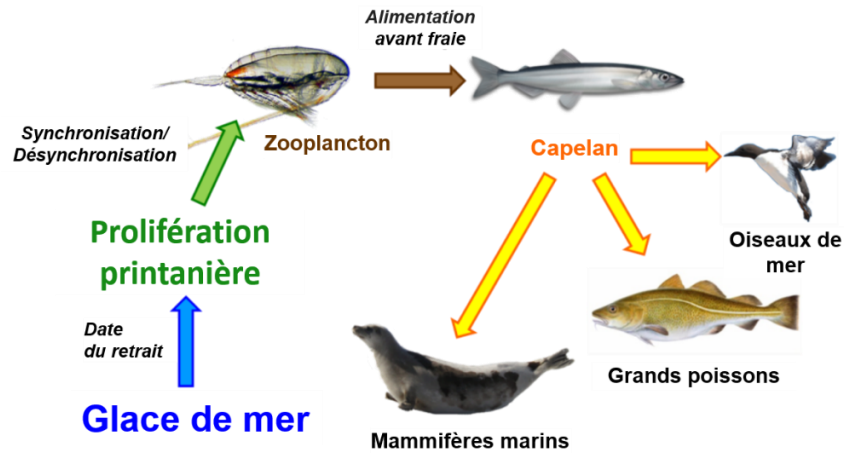 Alimentation
avant fraie
Synchronisation/
Désynchronisation
Zooplancton
Capelan
Oiseaux de
mer
Prolifération
printanière
Date
du retrait
Grands poissons
Glace de mer
Mammifères marins